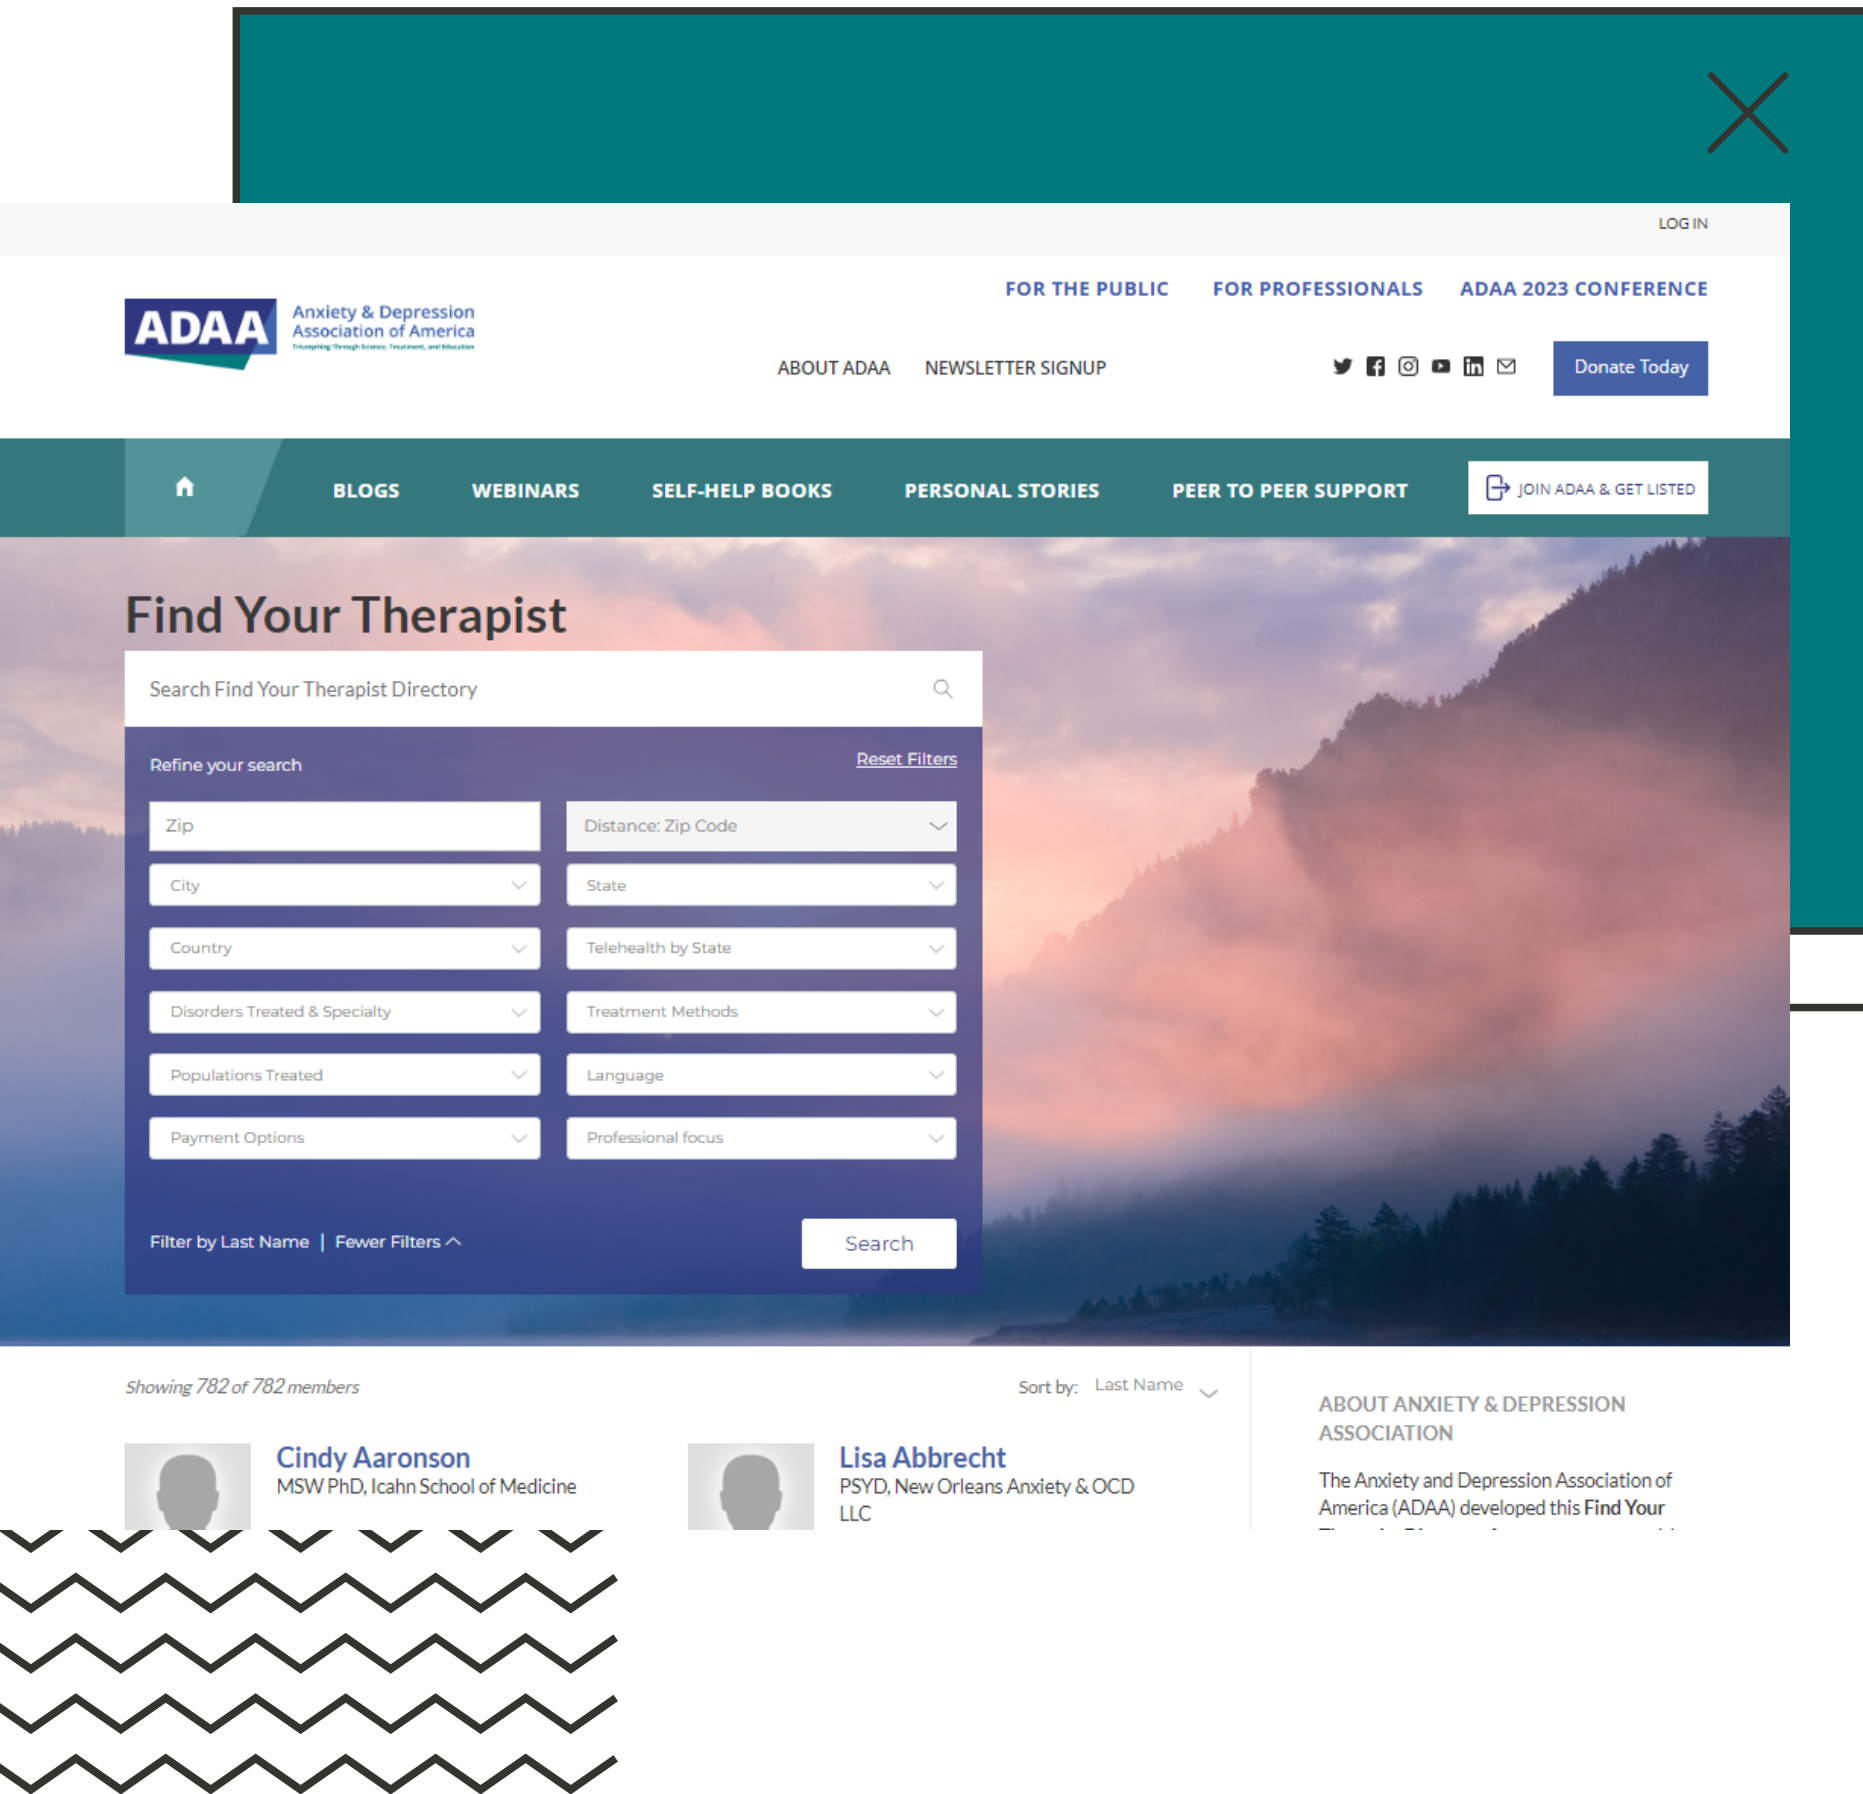 LOG IN
FOR THE PUBLIC FOR PROFESSIONALS ADAA 2023 CONFERENCE
ADAA
Anxiety & Depression
Association of America
Triumphing Through Science, Treatment, and Education
ABOUT ADAA NEWSLETTER SIGNUP
Donate Today
BLOGS WEBINARS SELF-HELP BOOKS PERSONAL STORIES PEER TO PEER SUPPORT JOIN ADAA & GET LISTED
Find Your Therapist
Search Find Your Therapist Directory
Refine your search Reset Filters
Zip Distance: Zip Code
City State
Country Telehealth by State
Disorders Treated & Specialty Treatment Methods
Populations Treated Language
Payment Options Professional focus
Filter by Last Name | Fewer Filters Search
Showing 782 of 782 members Sort by: Last Name
Cindy Aaronson
MSW PhD, Icahn School of Medicine
Lisa Abbrecht
PSYD, New Orleans Anxiety & OCD
LLC
ABOUT ANXIETY & DEPRESSION
ASSOCIATION
The Anxiety and Depression Association of
America (ADAA) developed this Find Your